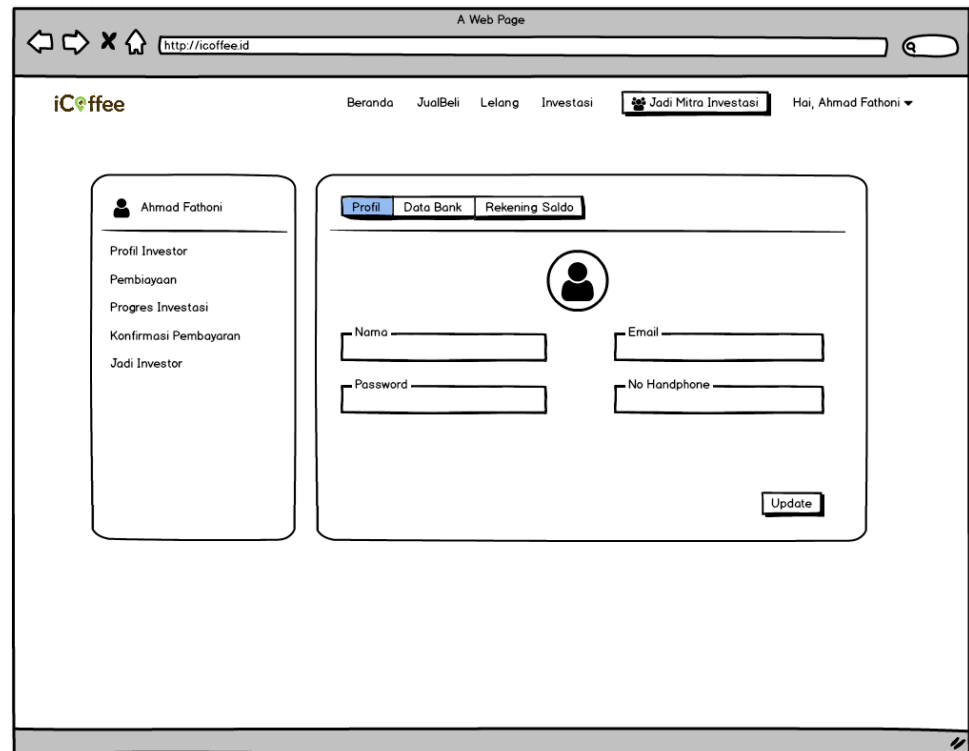 A Web Page
http://icoffee.id
iCoffee
Beranda JualBeli Lelang Investasi Jadi Mitra Investasi Hai, Ahmad Fathoni
Ahmad Fathoni
Profil Investor
Pembiayaan
Progres Investasi
Konfirmasi Pembayaran
Jadi Investor
Profil Data Bank Rekening Saldo
Nama
Email
Password
No Handphone
Update